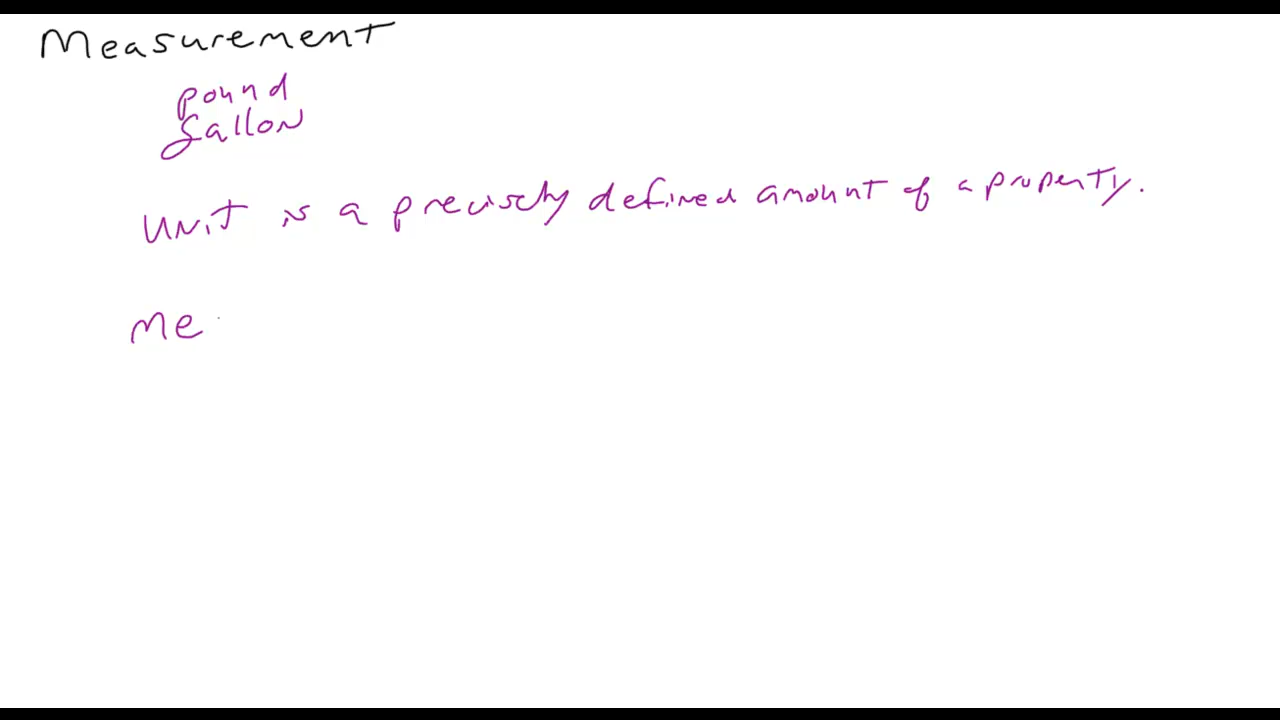 Measurement
pound
gallon
Unit is a precisely defined amount of a property.
Me